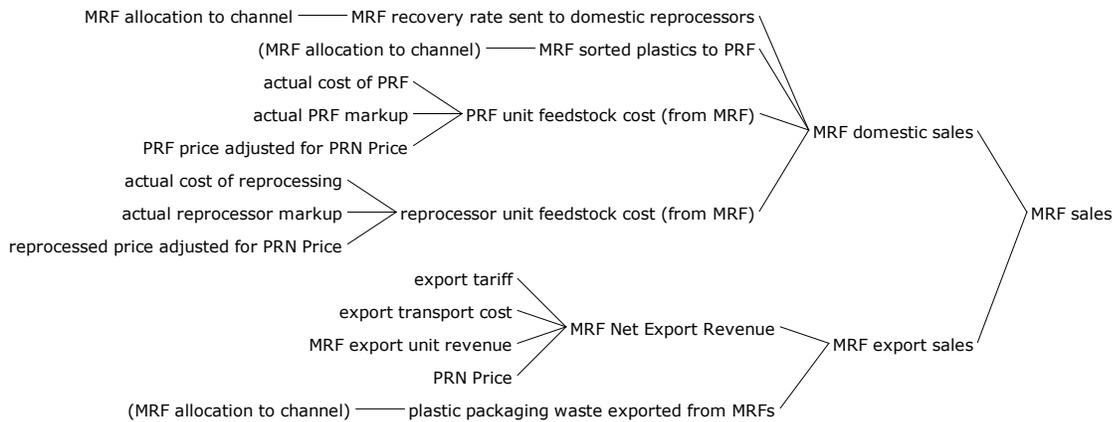 MRF allocation to channel MRF recovery rate sent to domestic reprocessors
(MRF allocation to channel) MRF sorted plastics to PRF
actual cost of PRF
actual PRF markup PRF unit feedstock cost (from MRF)
MRF domestic sales
PRF price adjusted for PRN Price
actual cost of reprocessing
actual reprocessor markup reprocessor unit feedstock cost (from MRF) MRF sales
reprocessed price adjusted for PRN Price
export tariff
export transport cost
MRF Net Export Revenue
MRF export unit revenue MRF export sales
PRN Price
(MRF allocation to channel) plastic packaging waste exported from MRFs